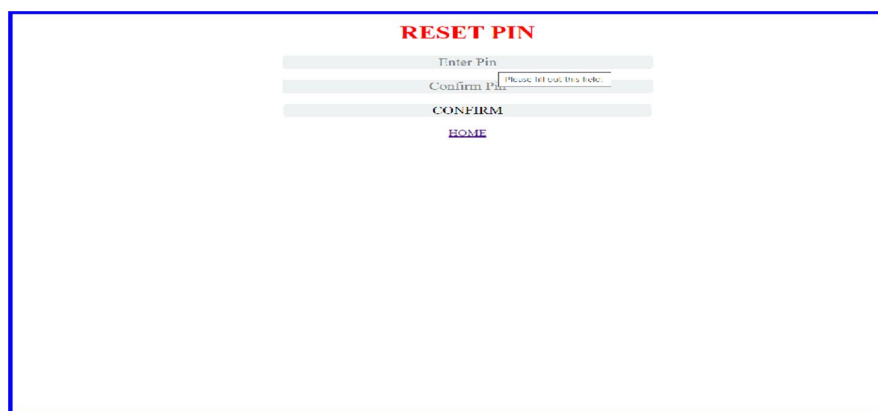 RESET PIN
Enter Pin
Please fill out this field.
Confirm Pin
CONFIRM
HOME